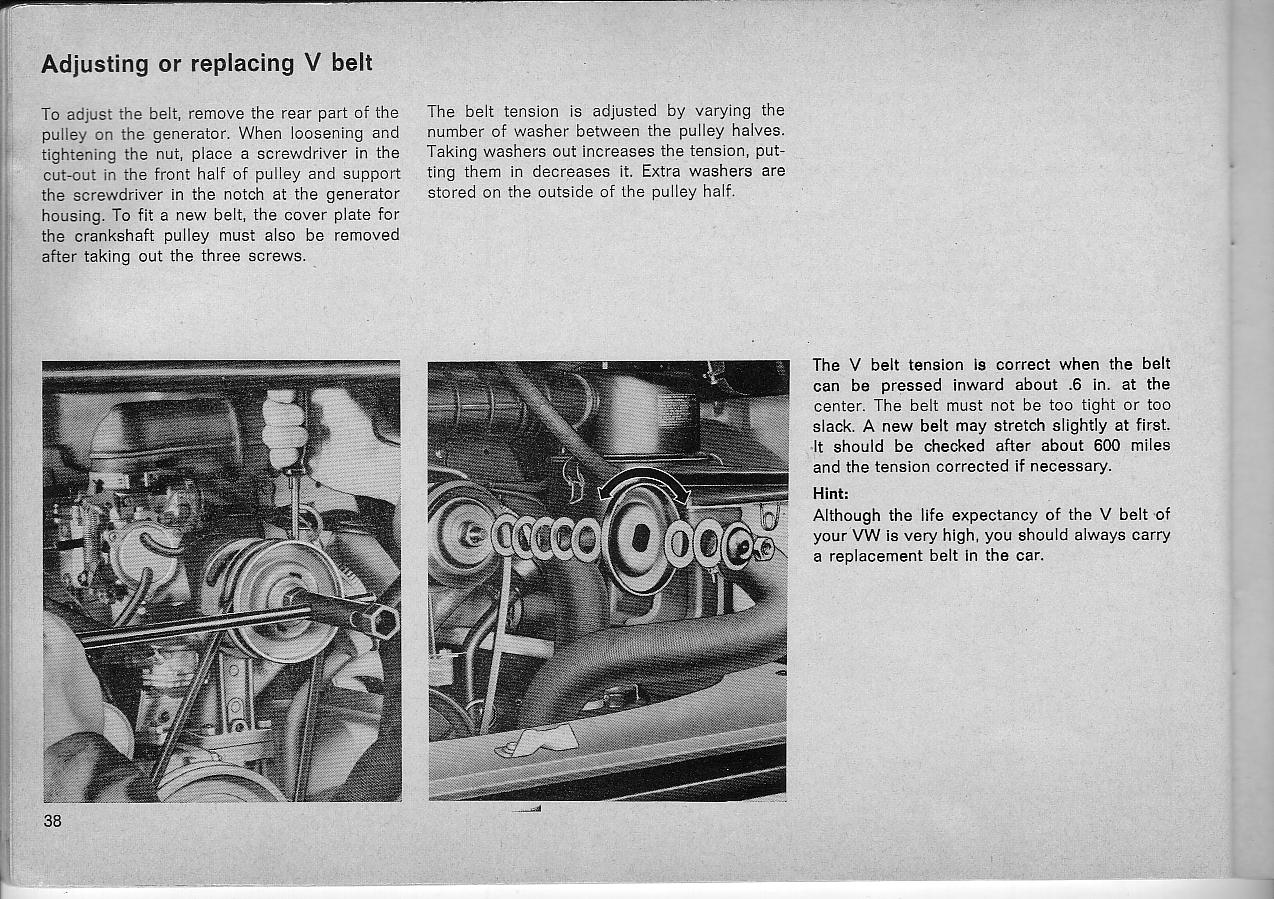 Adjusting or replacing V belt
To adjust the belt, remove the rear part of the
pulley on the generator. When loosening and
tightening the nut, place a screwdriver in the
cut-out in the front half of pulley and support
the screwdriver in the notch at the generator
housing. To fit a new belt, the cover plate for
the crankshaft pulley must also be removed
after taking out the three screws.
The belt tension is adjusted by varying the
number of washer between the pulley halves.
Taking washers out increases the tension, put-
ting them in decreases it. Extra washers are
stored on the outside of the pulley half.
The V belt tension is correct when the belt
can be pressed inward about .6 in. at the
center. The belt must not be too tight or too
slack. A new belt may stretch slightly at first.
It should be checked after about 600 miles
and the tension corrected if necessary.
Hint:
Although the life expectancy of the V belt of
your VW is very high, you should always carry
a replacement belt in the car.
38